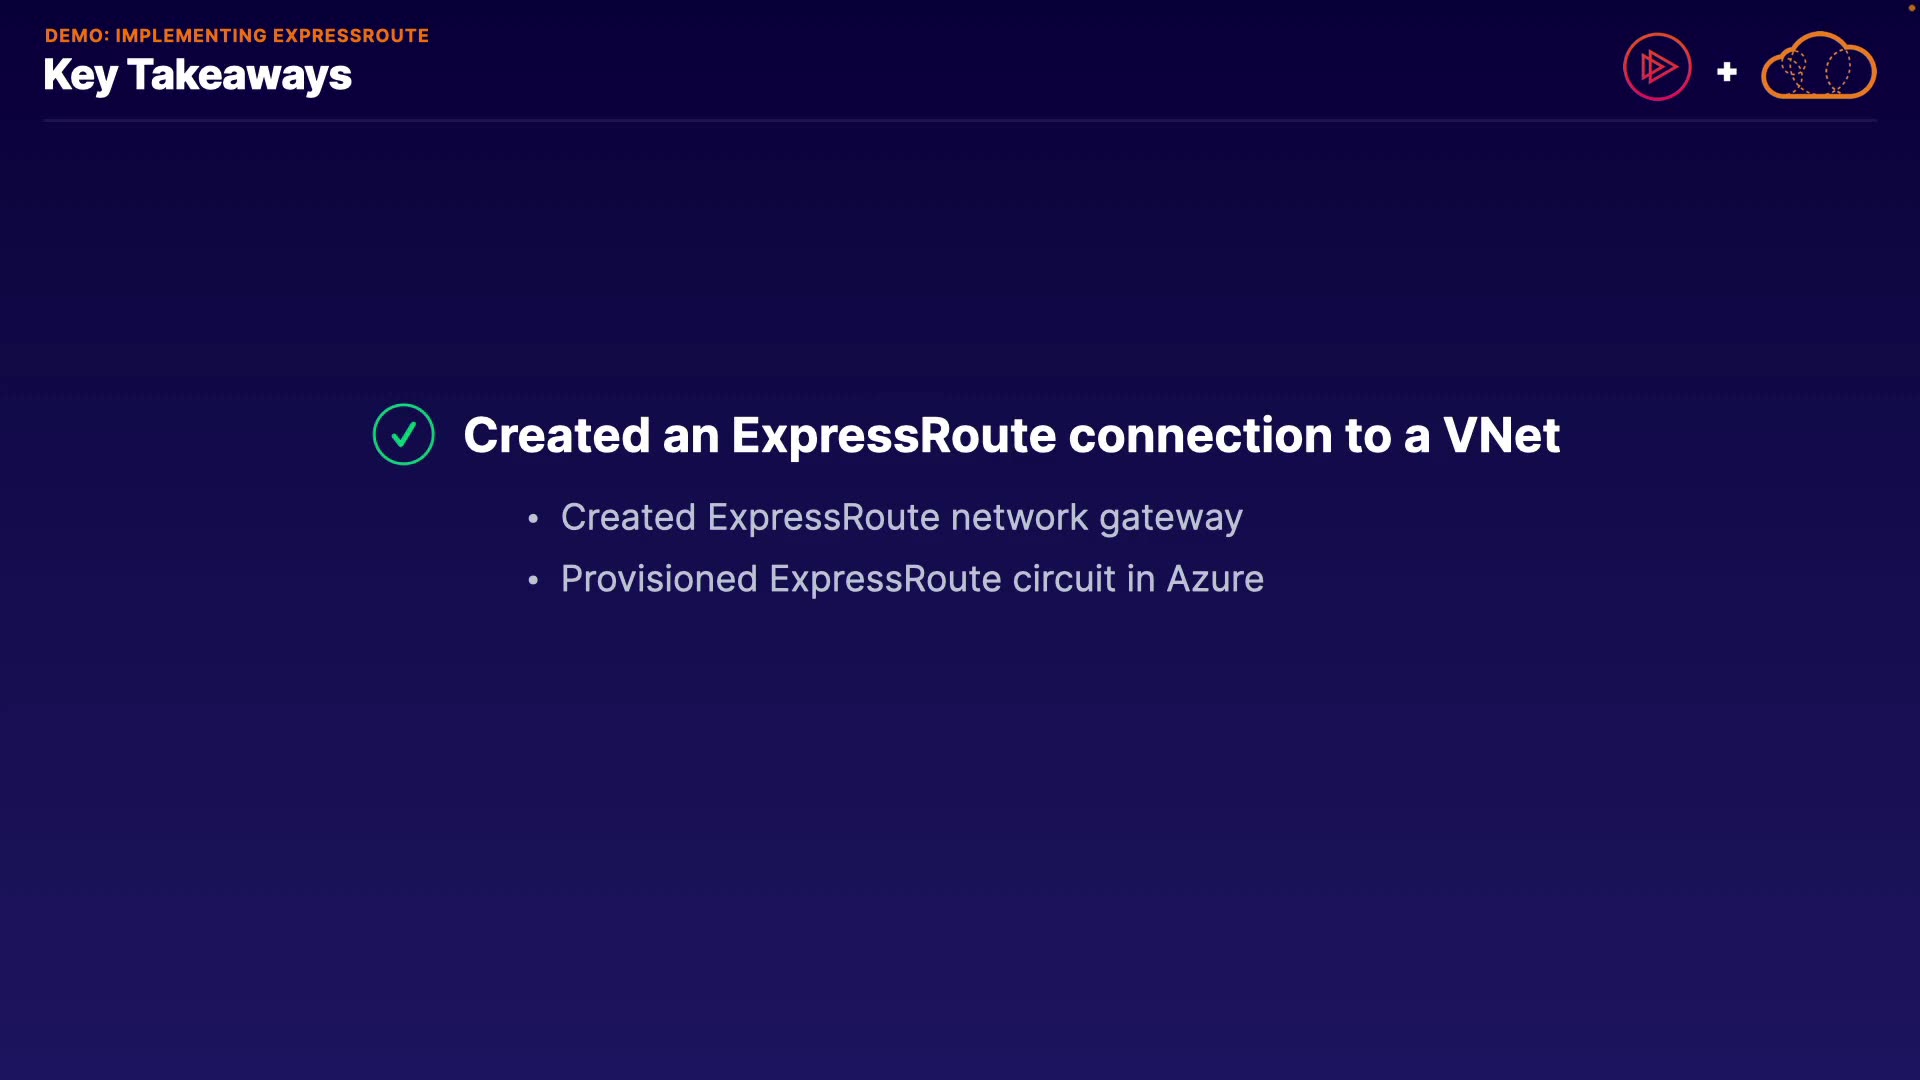 DEMO: IMPLEMENTING EXPRESSROUTE
Key Takeaways
Created an ExpressRoute connection to a VNet
• Created ExpressRoute network gateway
• Provisioned ExpressRoute circuit in Azure